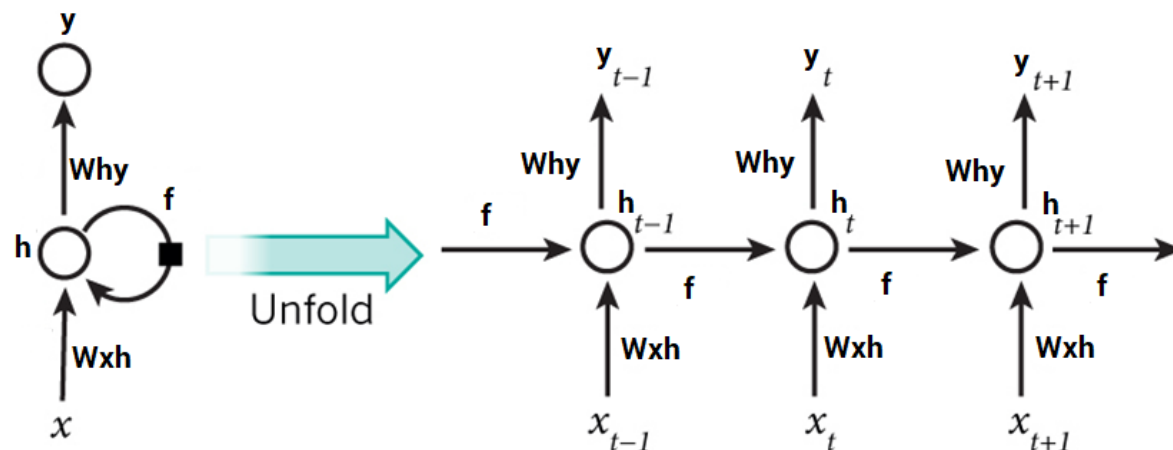 y
Why
f
h
Wxh
x
Unfold
y t-1
y t
y t+1
Why
Why
Why
f
h t-1
h t
h t+1
f
f
f
Wxh
Wxh
Wxh
x t-1
x t
x t+1